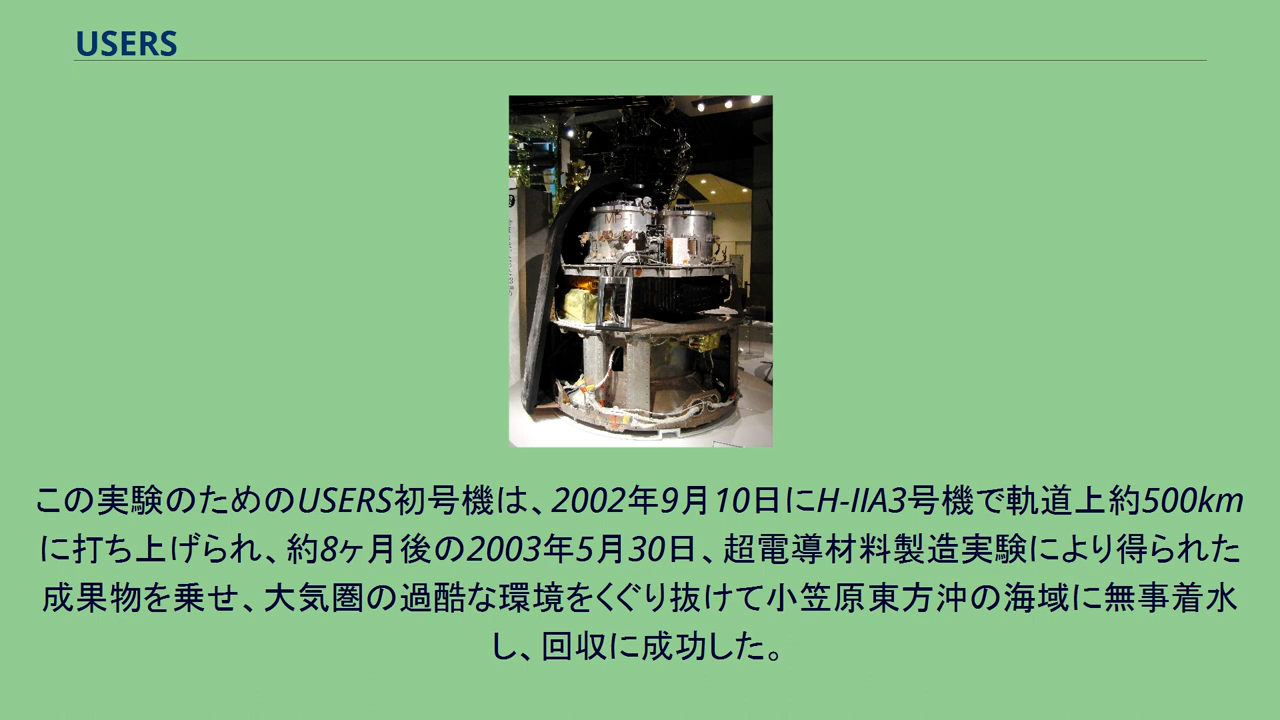 USERS
MP-1
この実験のためのUSERS初号機は、2002年9月10日にH-IIA3号機で軌道上約500km
に打ち上げられ、約8ヶ月後の2003年5月30日、超電導材料製造実験により得られた
成果物を乗せ、大気圏の過酷な環境をくぐり抜けて小笠原東方沖の海域に無事着水
し、回収に成功した。